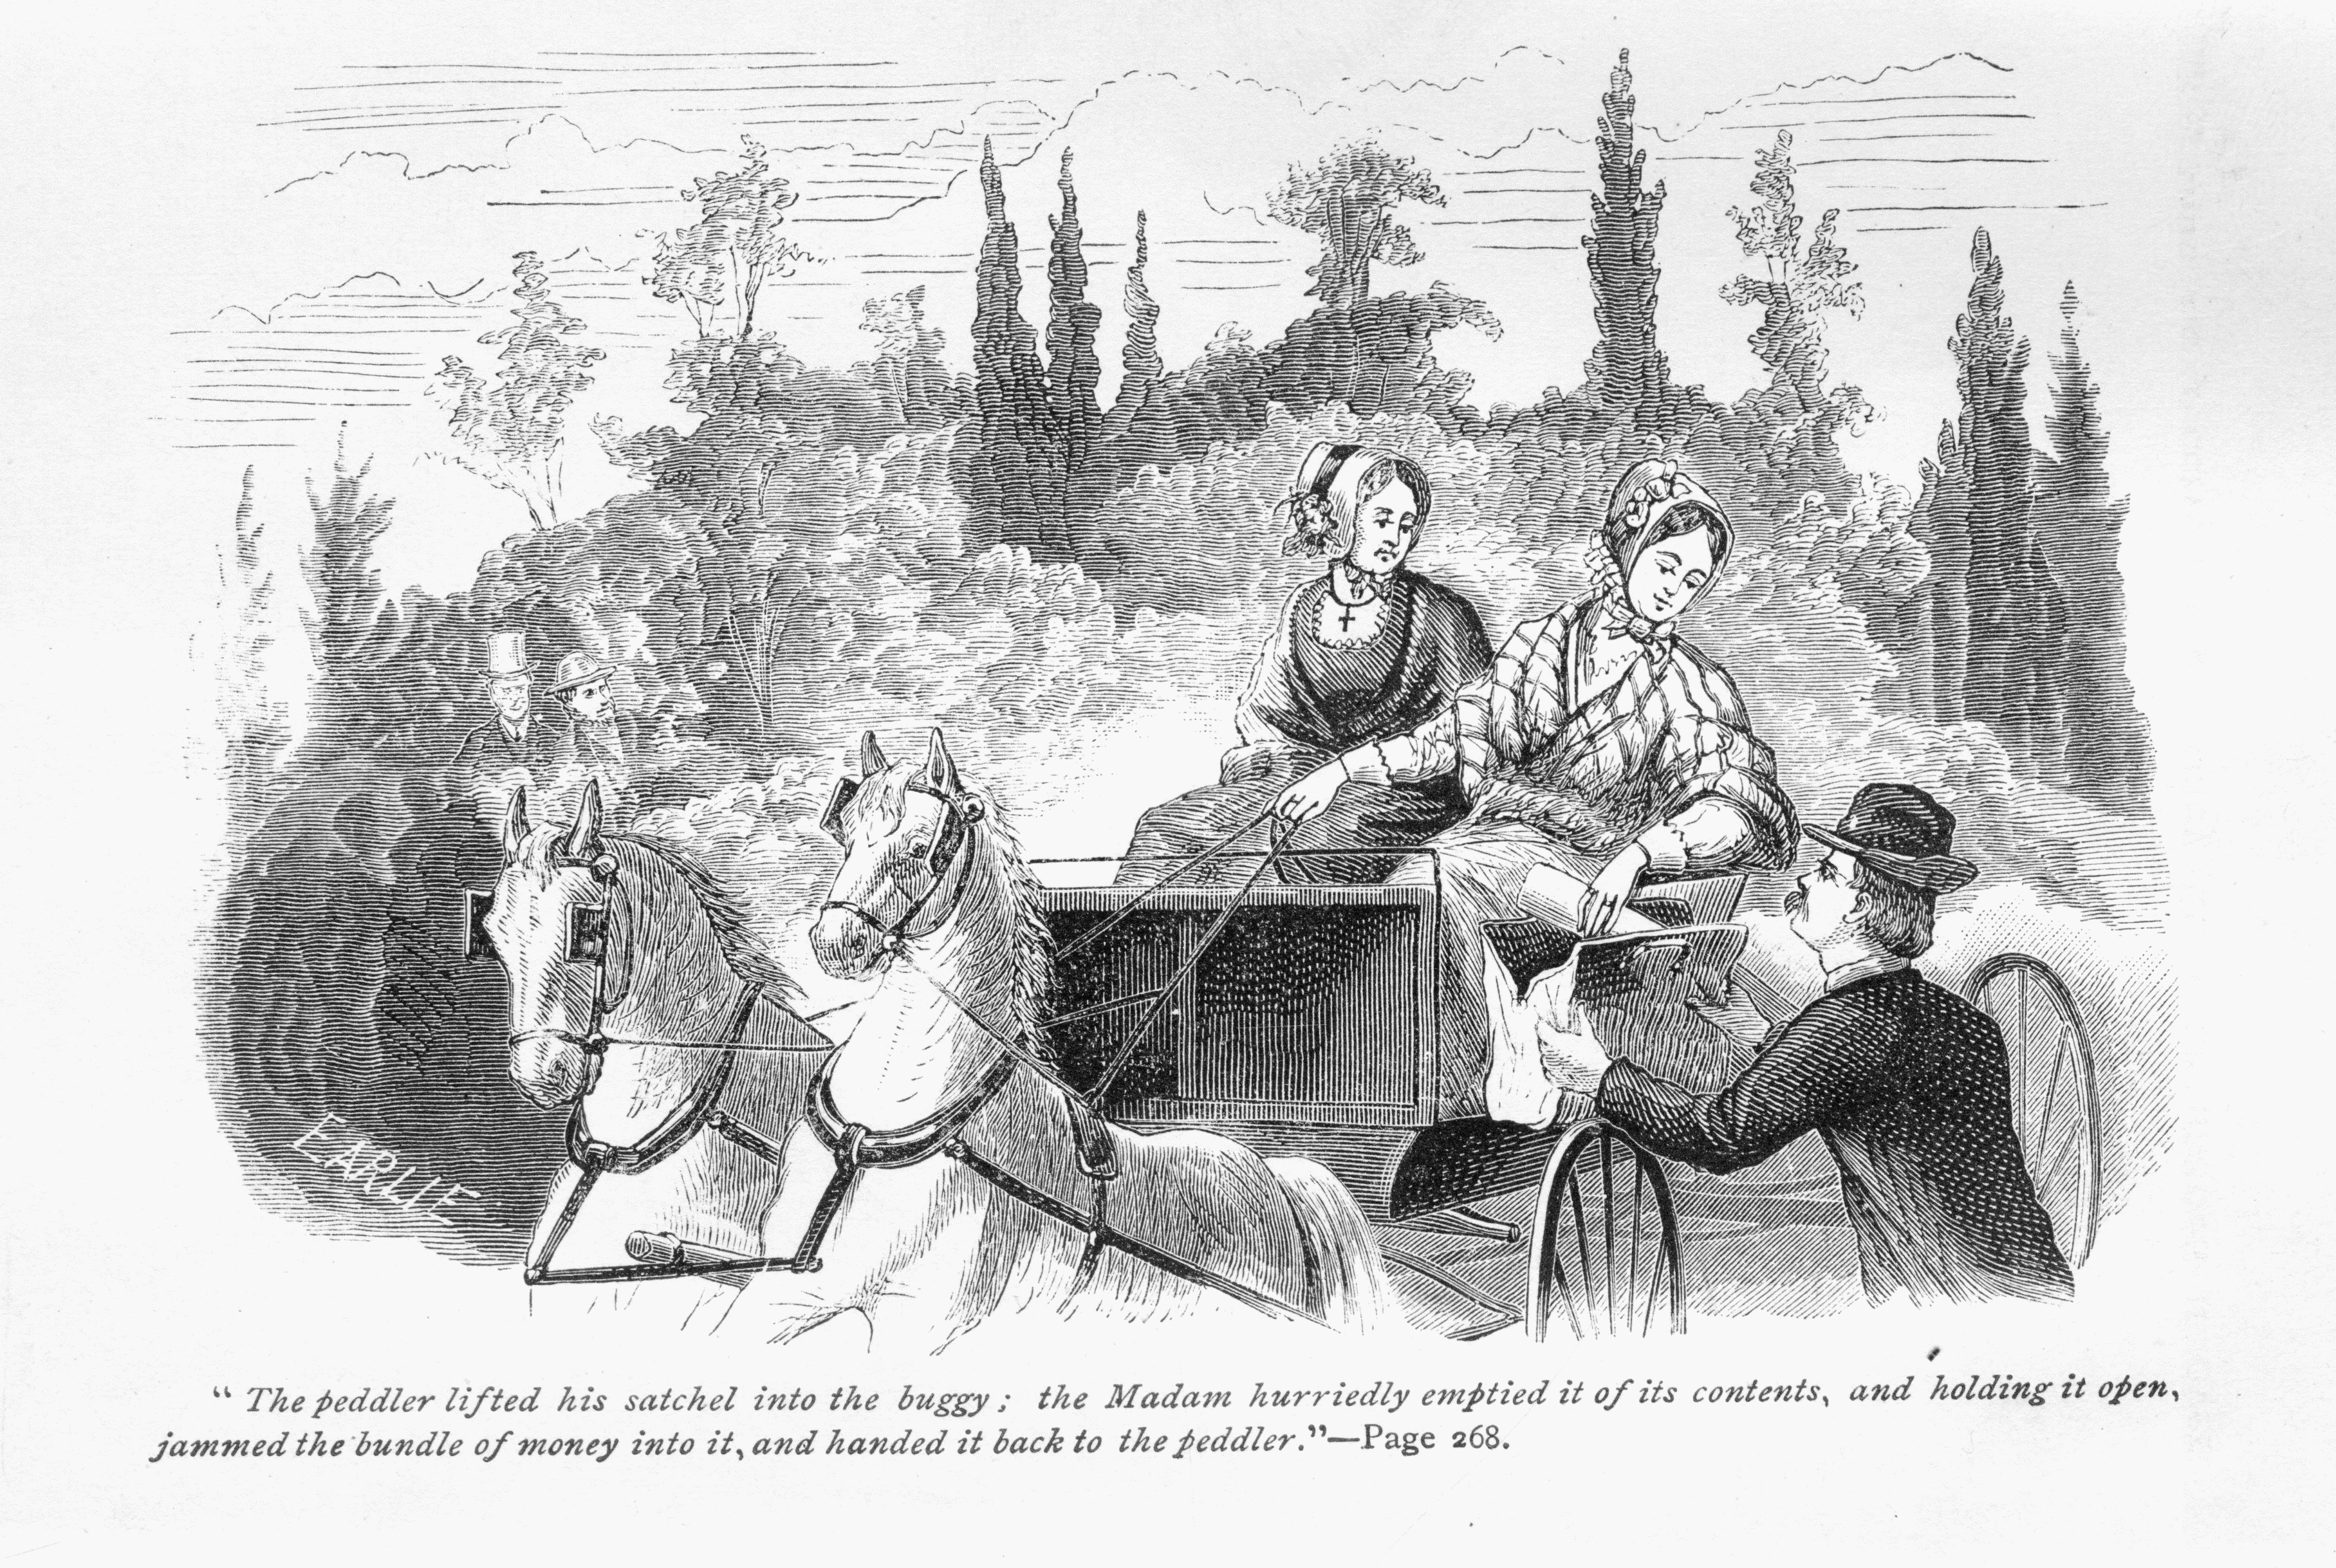 EARLIE
“ The peddler lifted his satchel into the buggy ; the Madam hurriedly emptied it of its contents, and holding it open,
jammed the bundle of money into it, and handed it back to the peddler.”—Page 268.